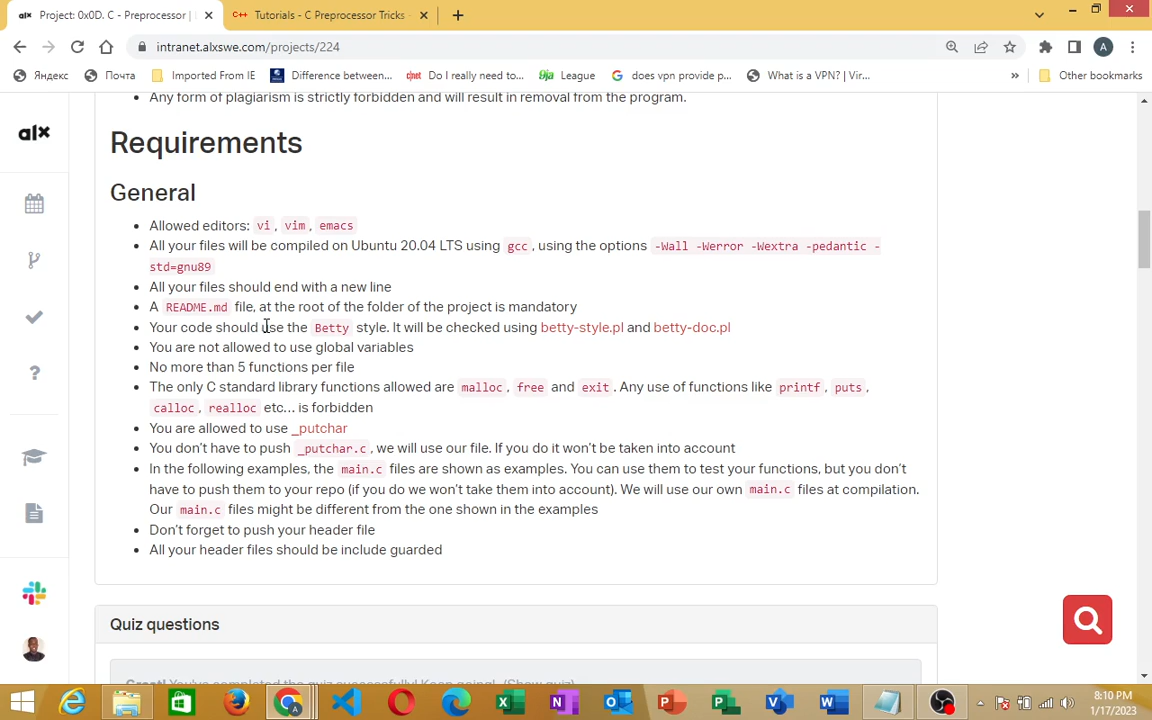 Project: 0x0D. C - Preprocessor |
Tutorials - C Preprocessor Tricks
intranet.alxswe.com/projects/224
A
Яндекс
Почта
Imported From IE
Difference between...
Do I really need to...
League
does vpn provide p...
What is a VPN? | Vir...
»
Other bookmarks
alx
• Any form of plagiarism is strictly forbidden and will result in removal from the program.
Requirements
General
• Allowed editors: vi, vim, emacs
• All your files will be compiled on Ubuntu 20.04 LTS using gcc, using the options -Wall -Werror -Wextra -pedantic -
std=gnu89
• All your files should end with a new line
• A README.md file, at the root of the folder of the project is mandatory
• Your code should use the Betty style. It will be checked using betty-style.pl and betty-doc.pl
• You are not allowed to use global variables
• No more than 5 functions per file
• The only C standard library functions allowed are malloc, free and exit. Any use of functions like printf, puts,
calloc, realloc etc… is forbidden
• You are allowed to use _putchar
• You don’t have to push _putchar.c, we will use our file. If you do it won’t be taken into account
• In the following examples, the main.c files are shown as examples. You can use them to test your functions, but you don’t
have to push them to your repo (if you do we won’t take them into account). We will use our own main.c files at compilation.
Our main.c files might be different from the one shown in the examples
• Don’t forget to push your header file
• All your header files should be include guarded
Quiz questions
Great! You've completed the quiz successfully! Keep going! (Show quiz)
8:10 PM
1/17/2023